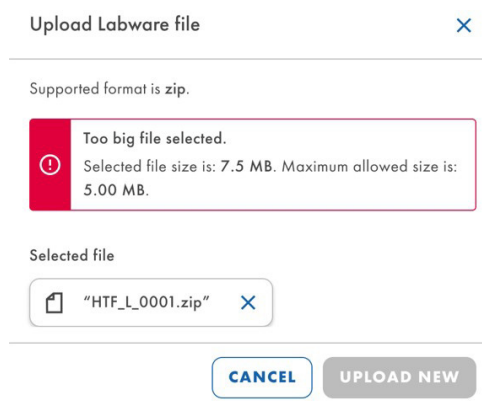 Upload Labware file
Supported format is zip.
Too big file selected.
Selected file size is: 7.5 MB. Maximum allowed size is:
5.00 MB.
Selected file
“HTF_L_0001.zip”
CANCEL
UPLOAD NEW